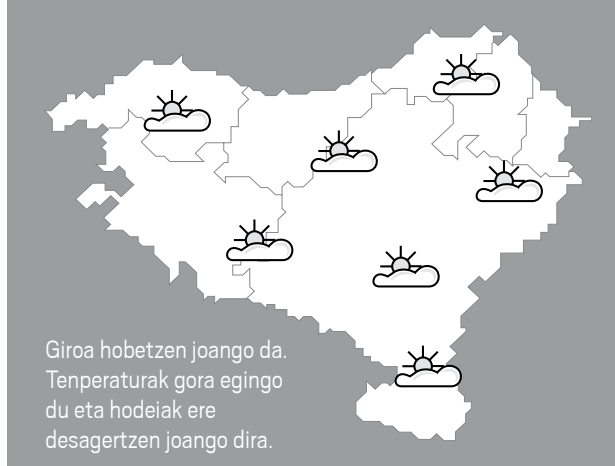 Giroa hobetzen joango da.
Tenperaturak gora egingo
du eta hodeiak ere
desagertzen joango dira.